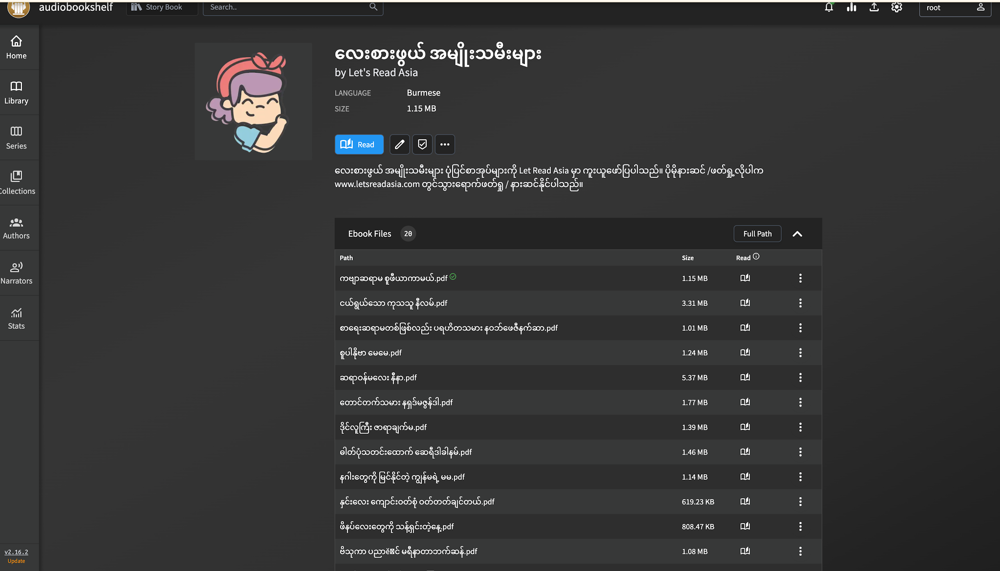 audiobookshelf
Story Book
Search..
root
Home
Library
Series
Collections
Authors
Narrators
Stats
v2.16.2
Update
လေးစားဖွယ် အမျိုးသမီးများ
by Let's Read Asia
LANGUAGE Burmese
SIZE 1.15 MB
Read
လေးစားဖွယ် အမျိုးသမီးများ ပုံပြင်စာအုပ်များကို Let Read Asia မှာ ကူးယူဖော်ပြပါသည်။ ပိုမိုနားဆင် /ဖတ်ရှု့လိုပါက
www.letsreadasia.com တွင်သွားရောက်ဖတ်ရှု / နားဆင်နိုင်ပါသည်။
Ebook Files 20 Full Path
Path Size Read
ကဗျာဆရာမ စူဖီယာကာမယ်.pdf 1.15 MB
ငယ်ရွယ်သော ကုသသူ နီလမ်.pdf 3.31 MB
စာရေးဆရာမတစ်ဖြစ်လည်း ပရဟိတသမား နဝဘ်ဖေဇီနက်ဆာ.pdf 1.01 MB
စူပါနိုဗာ မေမေ.pdf 1.24 MB
ဆရာဝန်မလေး နီနာ.pdf 5.37 MB
တောင်တက်သမား နရှဒ်မဇွန်ဒါ.pdf 1.77 MB
ဒိုင်လူကြီး ဇာရာချက်မ.pdf 1.39 MB
ဓါတ်ပုံသတင်းထောက် ဆေရီဒါခါနမ်.pdf 1.46 MB
နဂါးတွေကို မြင်နိုင်တဲ့ ကျွန်မရဲ့ မမ.pdf 1.14 MB
နှင်းလေး ကျောင်းဝတ်စုံ ဝတ်တတ်ချင်တယ်.pdf 619.23 KB
ဖိနပ်လေးတွေကို သန့်ရှင်းတဲ့နေ့.pdf 808.47 KB
ဗိသုကာ မရီနာတာဘက်ဆန်.pdf 1.08 MB